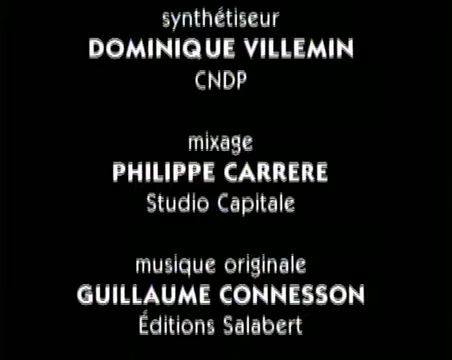 synthétiseur
DOMINIQUE VILLEMIN
CNDP
mixage
PHILIPPE CARRERE
Studio Capitale
musique originale
GUILLAUME CONNESSON
Éditions Salabert